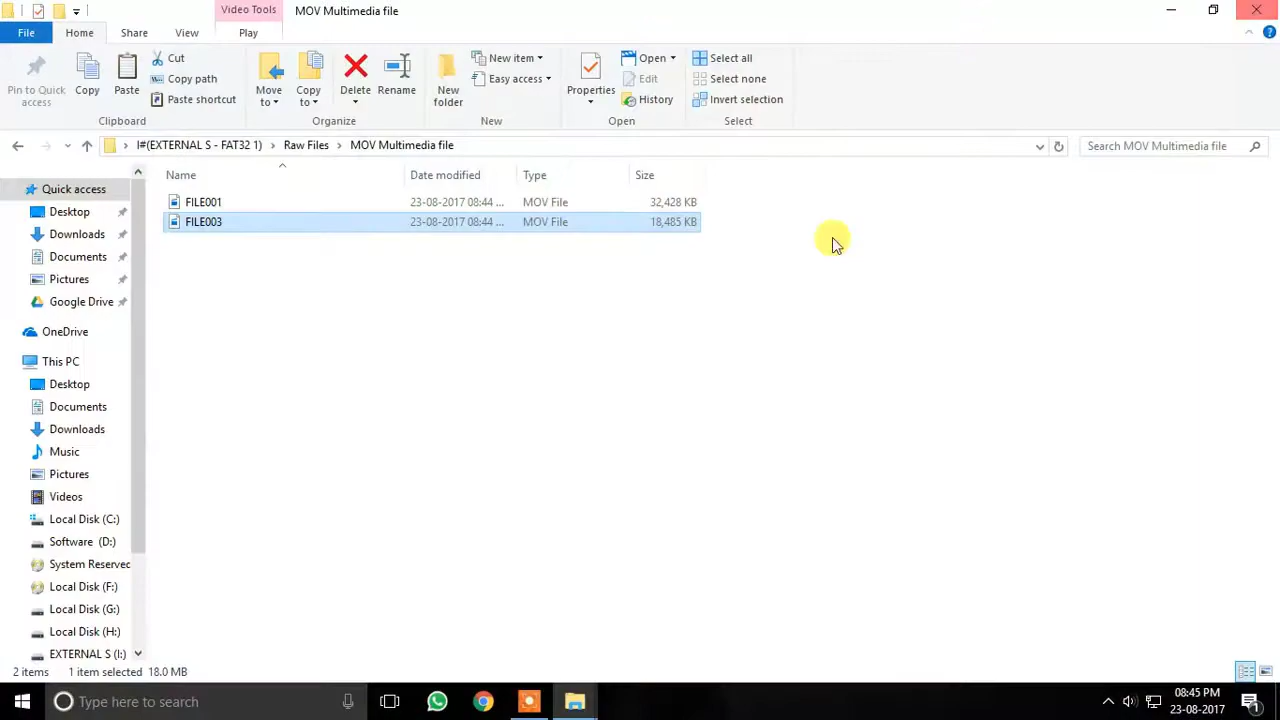 Video Tools MOV Multimedia file
File Home Share View Play
Pin to Quick access
Copy
Paste
Cut
Copy path
Paste shortcut
Clipboard
Move to
Copy to
Delete
Rename
Organize
New folder
New item
Easy access
New
Properties
Open
Edit
History
Open
Select all
Select none
Invert selection
Select
I#(EXTERNAL S - FAT32 1) Raw Files MOV Multimedia file
Search MOV Multimedia file
Name Date modified Type Size
FILE001 23-08-2017 08:44 ... MOV File 32,428 KB
FILE003 23-08-2017 08:44 ... MOV File 18,485 KB
Quick access
Desktop
Downloads
Documents
Pictures
Google Drive
OneDrive
This PC
Desktop
Documents
Downloads
Music
Pictures
Videos
Local Disk (C:)
Software (D:)
System Reserved
Local Disk (F:)
Local Disk (G:)
Local Disk (H:)
EXTERNAL S (I:)
2 items 1 item selected 18.0 MB
Type here to search
08:45 PM
23-08-2017
1